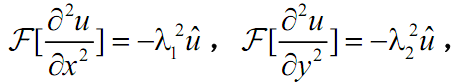 ℱ[∂²u/∂x²] = −λ₁²û , ℱ[∂²u/∂y²] = −λ₂²û ,